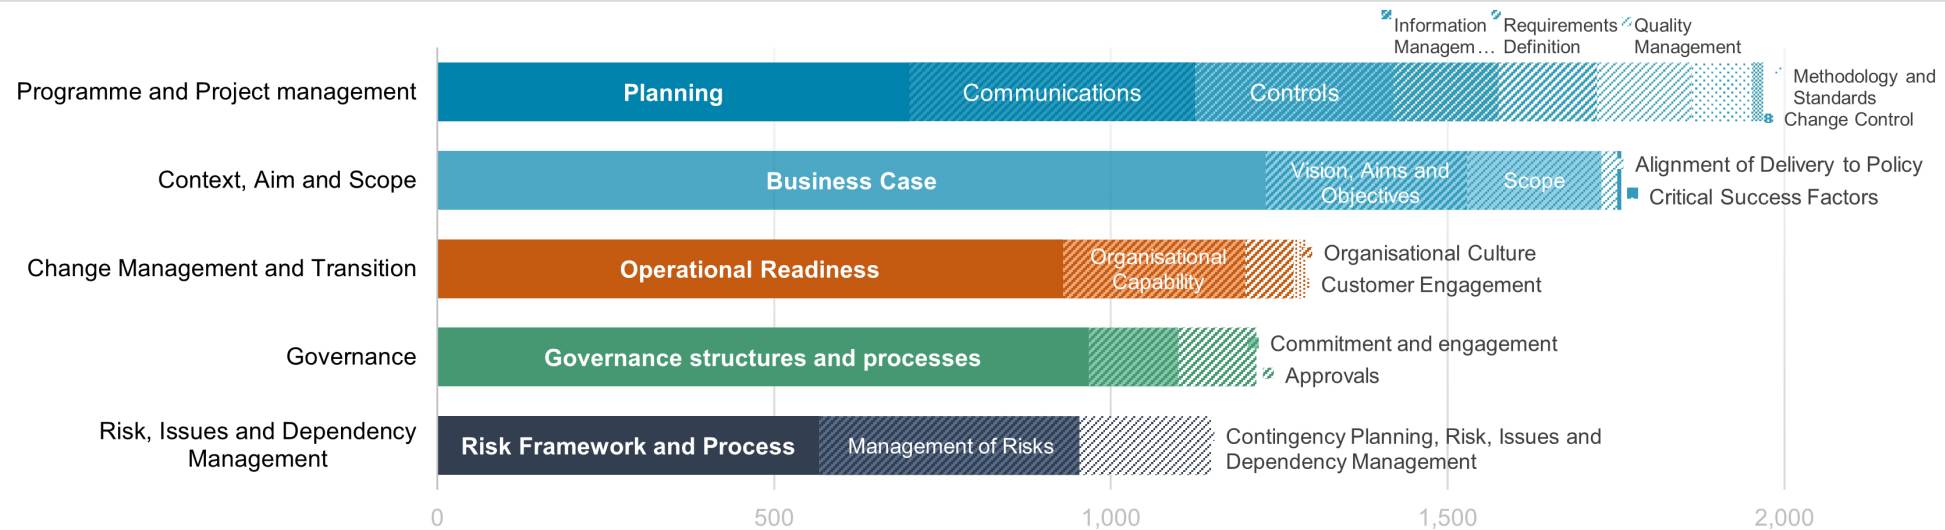 Information
Managem...
Requirements
Definition
Quality
Management
Programme and Project management
Planning
Communications
Controls
Methodology and
Standards
Change Control
Context, Aim and Scope
Business Case
Vision, Aims and
Objectives
Scope
Alignment of Delivery to Policy
Critical Success Factors
Change Management and Transition
Operational Readiness
Organisational
Capability
Organisational Culture
Customer Engagement
Governance
Governance structures and processes
Commitment and engagement
Approvals
Risk, Issues and Dependency
Management
Risk Framework and Process
Management of Risks
Contingency Planning, Risk, Issues and
Dependency Management
0
500
1,000
1,500
2,000